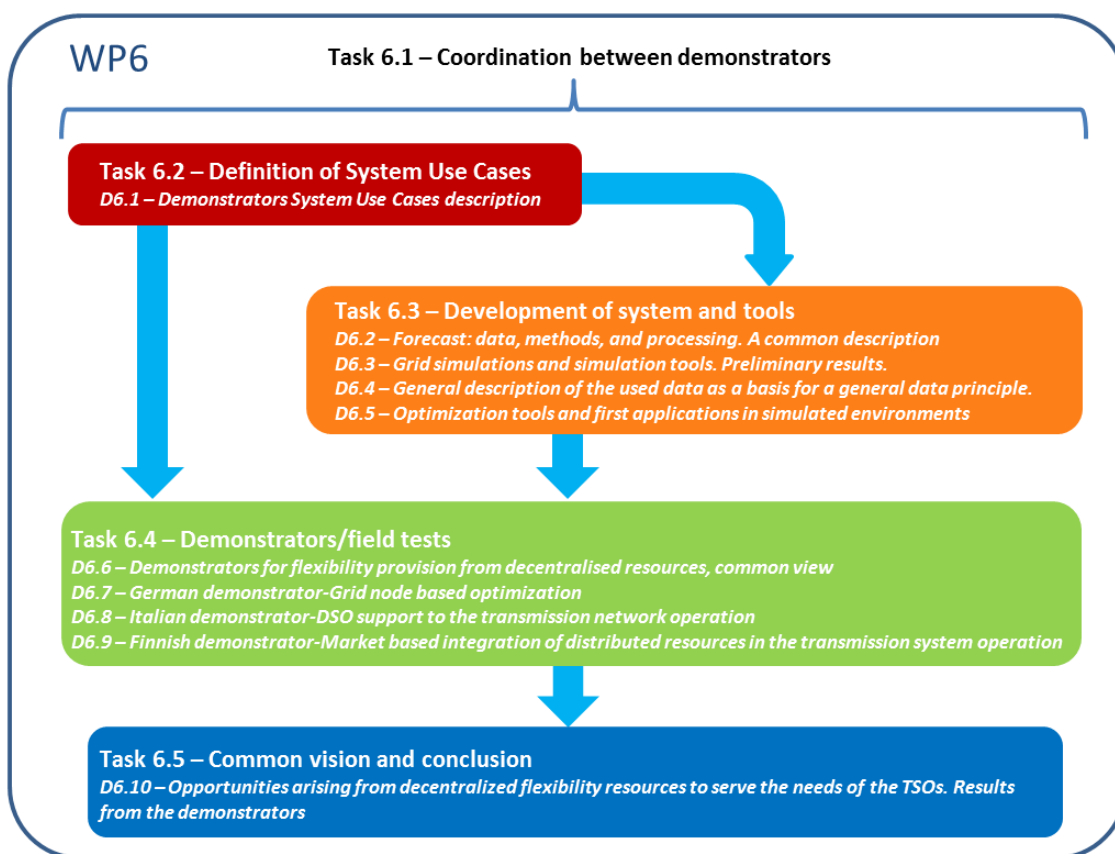 WP6
Task 6.1 – Coordination between demonstrators
Task 6.2 – Definition of System Use Cases
D6.1 – Demonstrators System Use Cases description
Task 6.3 – Development of system and tools
D6.2 – Forecast: data, methods, and processing. A common description
D6.3 – Grid simulations and simulation tools. Preliminary results.
D6.4 – General description of the used data as a basis for a general data principle.
D6.5 – Optimization tools and first applications in simulated environments
Task 6.4 – Demonstrators/field tests
D6.6 – Demonstrators for flexibility provision from decentralised resources, common view
D6.7 – German demonstrator-Grid node based optimization
D6.8 – Italian demonstrator-DSO support to the transmission network operation
D6.9 – Finnish demonstrator-Market based integration of distributed resources in the transmission system operation
Task 6.5 – Common vision and conclusion
D6.10 – Opportunities arising from decentralized flexibility resources to serve the needs of the TSOs. Results
from the demonstrators